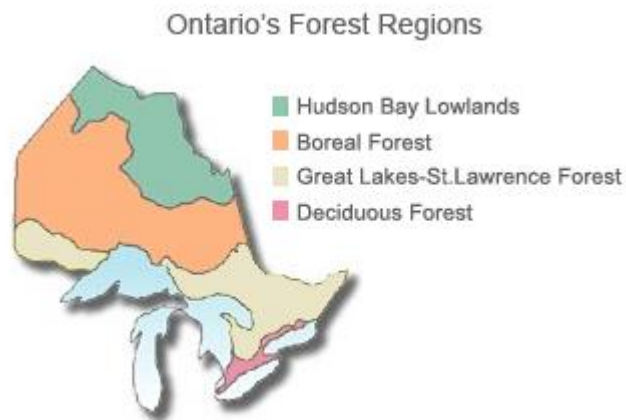 Ontario's Forest Regions
Hudson Bay Lowlands
Boreal Forest
Great Lakes-St.Lawrence Forest
Deciduous Forest